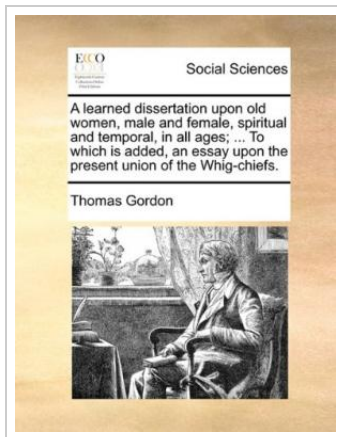 ECCO
Social Sciences
A learned dissertation upon old
women, male and female, spiritual
and temporal, in all ages; ... To
which is added, an essay upon the
present union of the Whig-chiefs.
Thomas Gordon